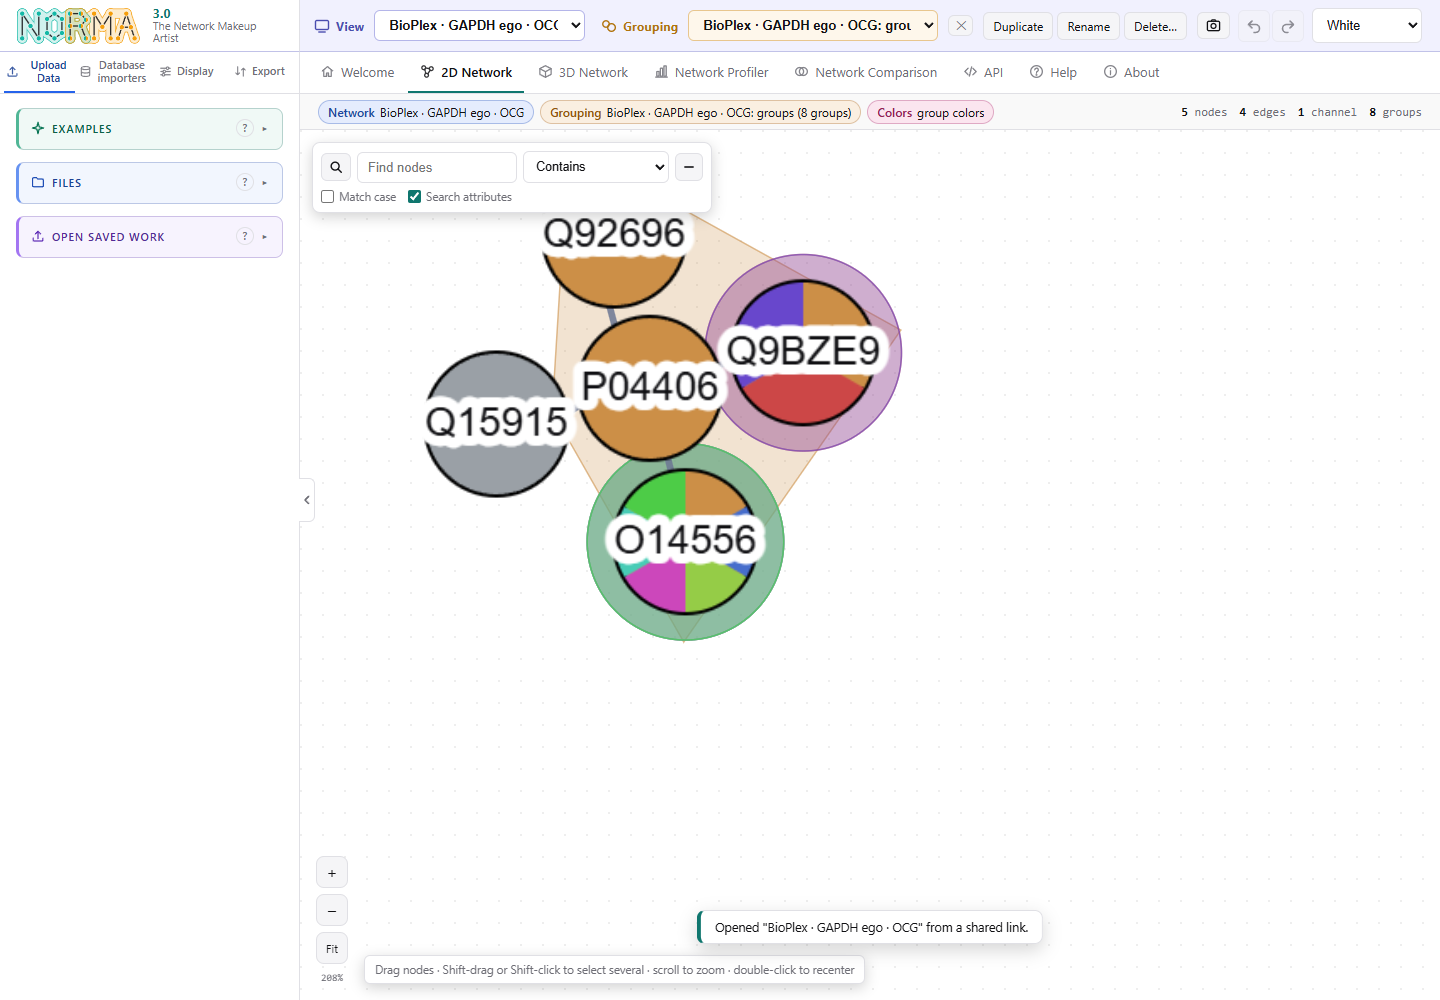 NORMA
3.0
The Network Makeup
Artist
View
BioPlex · GAPDH ego · OCG
Grouping
BioPlex · GAPDH ego · OCG: grou
Duplicate
Rename
Delete...
White
Upload
Data
Database
importers
Display
Export
Welcome
2D Network
3D Network
Network Profiler
Network Comparison
API
Help
About
Network BioPlex · GAPDH ego · OCG
Grouping BioPlex · GAPDH ego · OCG: groups (8 groups)
Colors group colors
5 nodes 4 edges 1 channel 8 groups
EXAMPLES ?
FILES ?
OPEN SAVED WORK ?
Find nodes
Contains
Match case
Search attributes
Q92696
Q9BZE9
P04406
Q15915
O14556
+
−
Fit
208%
Opened "BioPlex · GAPDH ego · OCG" from a shared link.
Drag nodes · Shift-drag or Shift-click to select several · scroll to zoom · double-click to recenter